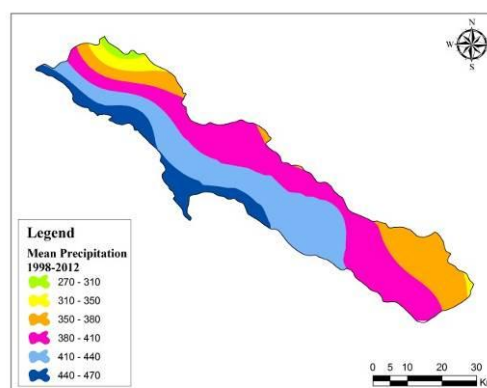 N
W E
S
Legend
Mean Precipitation
1998-2012
270 - 310
310 - 350
350 - 380
380 - 410
410 - 440
440 - 470
0 5 10 20 30